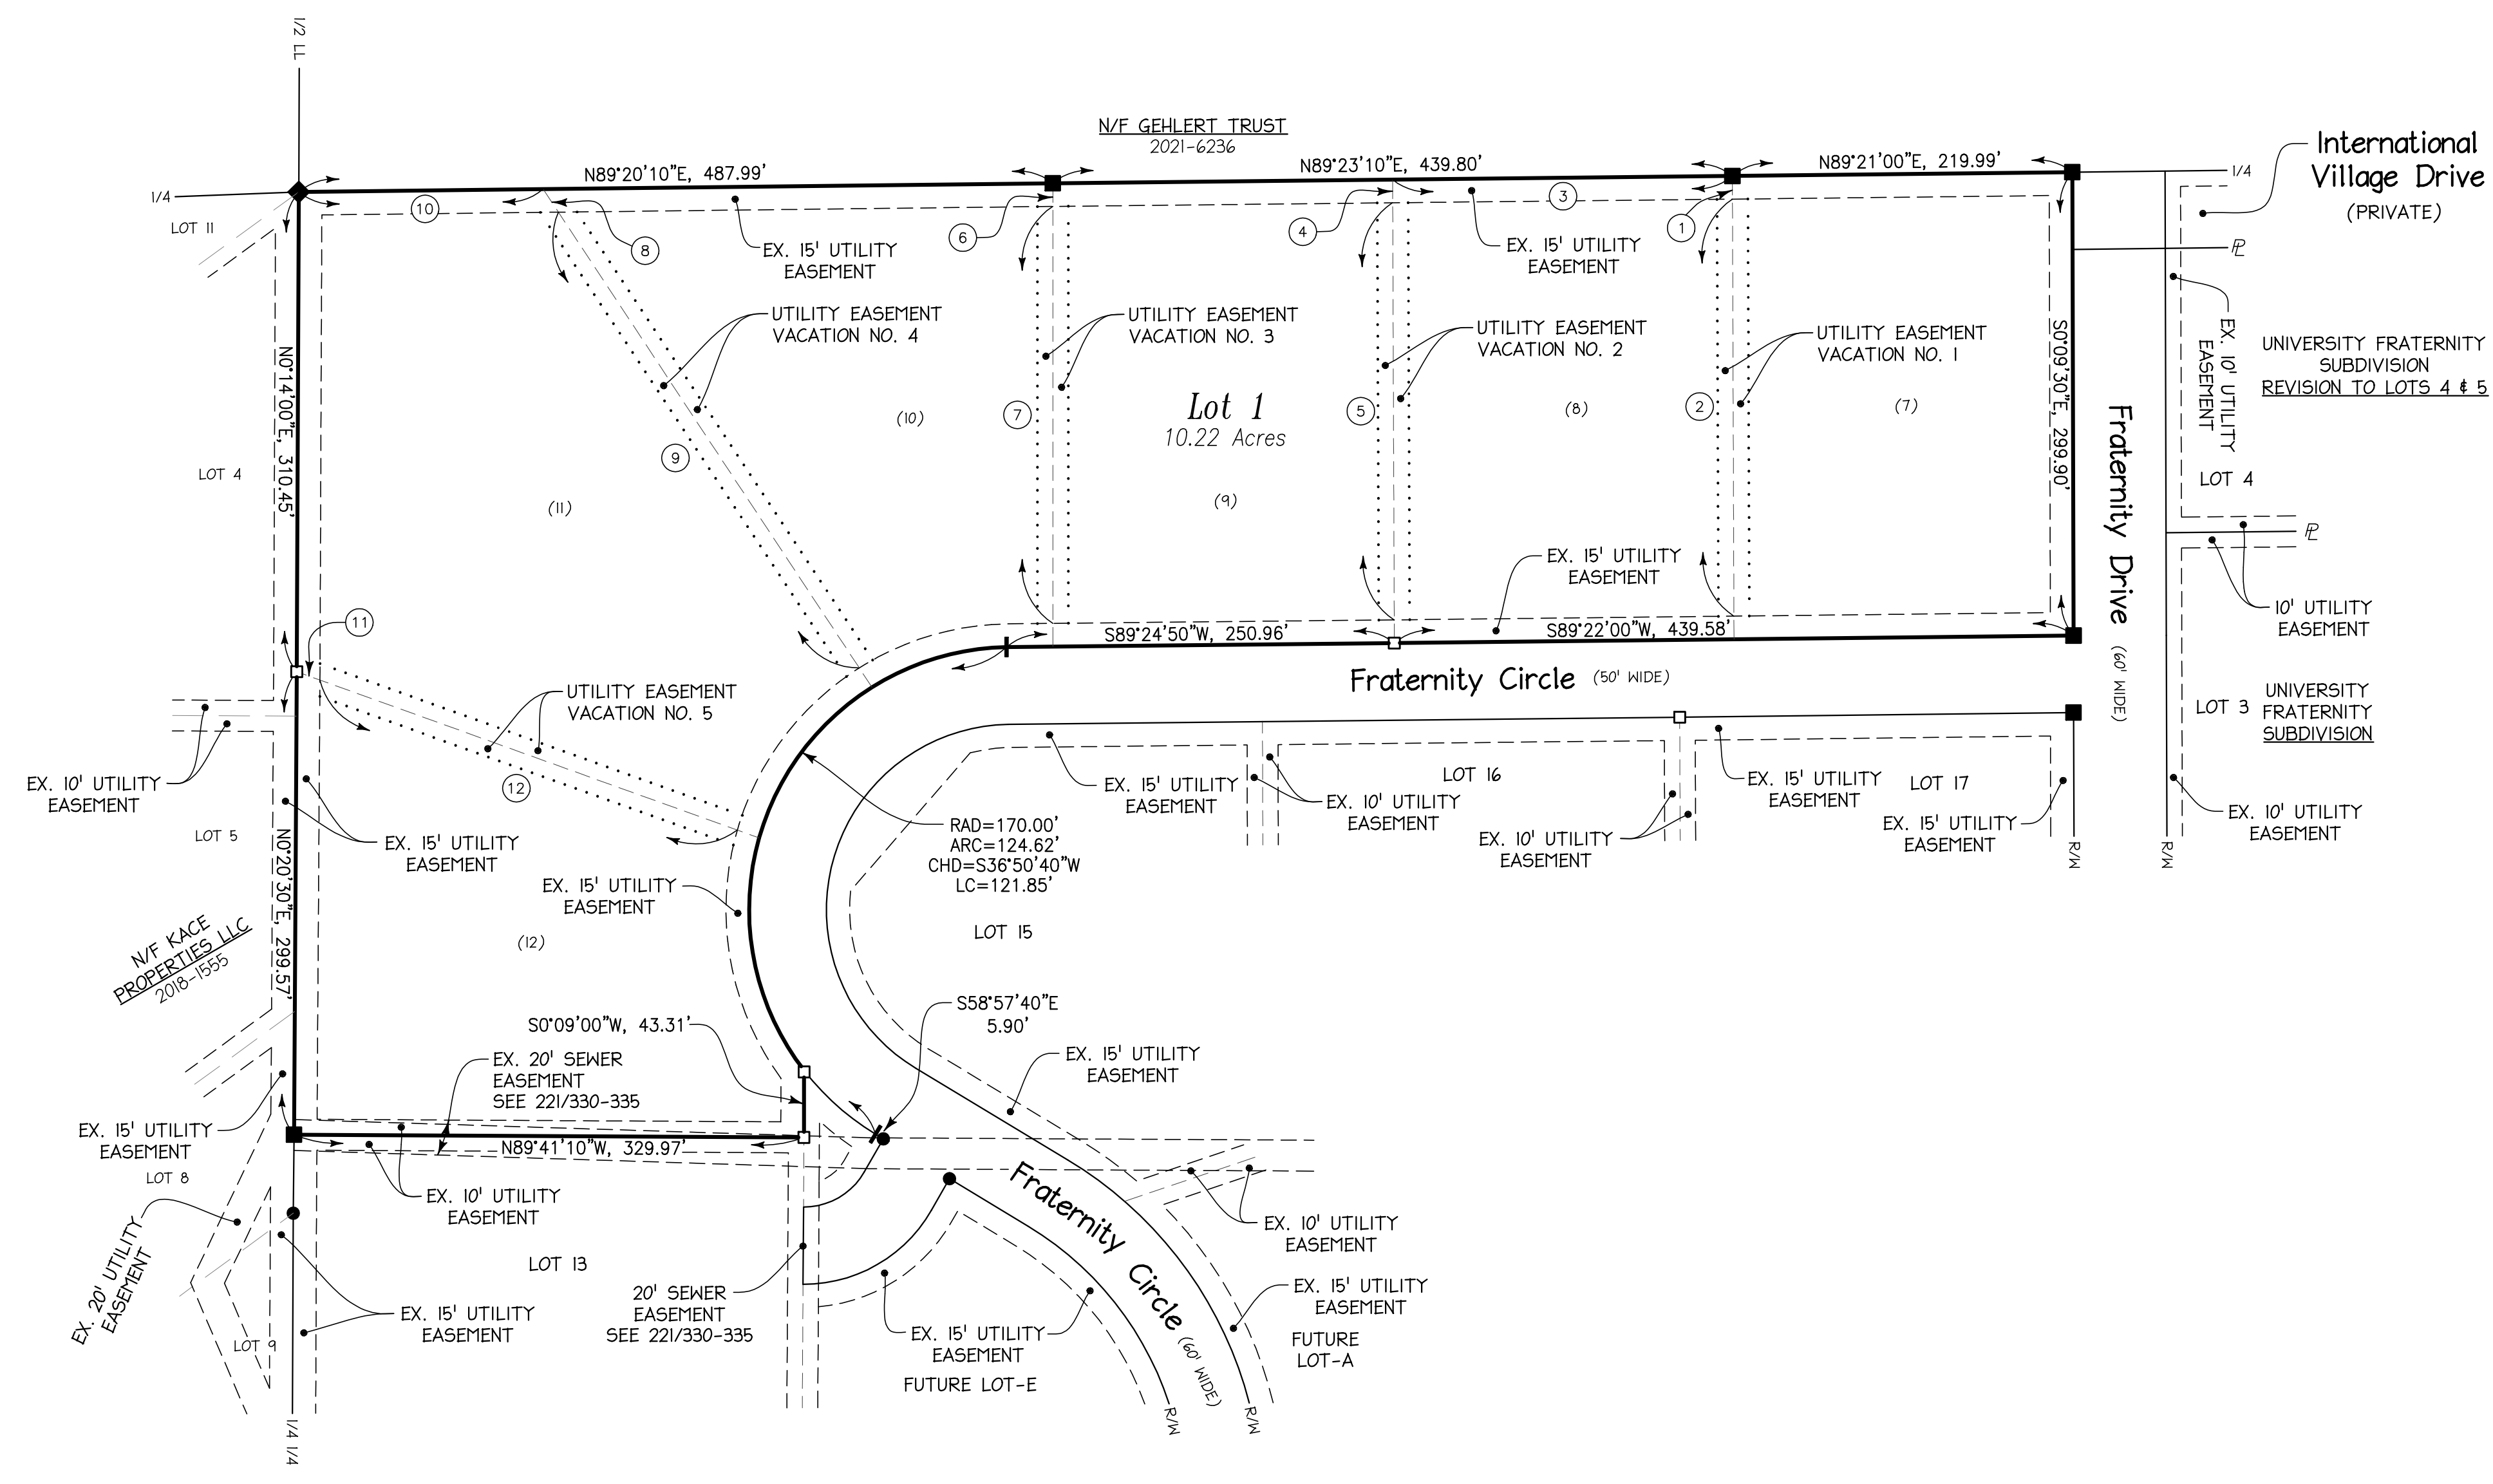 1/2 LL
N/F GEHLERT TRUST
2021-6236
N89°20'10"E, 487.99'
N89°23'10"E, 439.80'
N89°21'00"E, 219.99'
1/4
1/4
International
Village Drive
(PRIVATE)
LOT 11
10
8
6
4
3
1
EX. 15' UTILITY
EASEMENT
EX. 15' UTILITY
EASEMENT
PL
UTILITY EASEMENT
VACATION NO. 4
UTILITY EASEMENT
VACATION NO. 3
UTILITY EASEMENT
VACATION NO. 2
UTILITY EASEMENT
VACATION NO. 1
EX. 10' UTILITY
EASEMENT
UNIVERSITY FRATERNITY
SUBDIVISION
REVISION TO LOTS 4 & 5
N0°14'00"E, 310.45'
S0°09'30"E, 299.90'
Lot 1
10.22 Acres
(10)
7
5
(8)
2
(7)
Fraternity Drive (60' WIDE)
LOT 4
9
LOT 4
(11)
(9)
PL
EX. 15' UTILITY
EASEMENT
10' UTILITY
EASEMENT
11
S89°24'50"W, 250.96'
S89°22'00"W, 439.58'
Fraternity Circle (50' WIDE)
UTILITY EASEMENT
VACATION NO. 5
LOT 3
UNIVERSITY
FRATERNITY
SUBDIVISION
EX. 10' UTILITY
EASEMENT
12
EX. 15' UTILITY
EASEMENT
LOT 16
EX. 10' UTILITY
EASEMENT
EX. 15' UTILITY
EASEMENT
LOT 17
EX. 10' UTILITY
EASEMENT
EX. 15' UTILITY
EASEMENT
EX. 10' UTILITY
EASEMENT
R/W
R/W
LOT 5
EX. 15' UTILITY
EASEMENT
RAD=170.00'
ARC=124.62'
CHD=S36°50'40"W
LC=121.85'
N0°20'30"E, 299.57'
EX. 15' UTILITY
EASEMENT
N/F KACE
PROPERTIES LLC
2018-1555
(12)
LOT 15
S0°09'00"W, 43.31'
S58°57'40"E
5.90'
EX. 20' SEWER
EASEMENT
SEE 221/330-335
EX. 15' UTILITY
EASEMENT
EX. 15' UTILITY
EASEMENT
N89°41'10"W, 329.97'
LOT 8
EX. 10' UTILITY
EASEMENT
Fraternity Circle (60' WIDE)
EX. 10' UTILITY
EASEMENT
EX. 20' UTILITY
EASEMENT
LOT 13
20' SEWER
EASEMENT
SEE 221/330-335
EX. 15' UTILITY
EASEMENT
EX. 15' UTILITY
EASEMENT
FUTURE
LOT-A
LOT 9
EX. 15' UTILITY
EASEMENT
FUTURE LOT-E
R/W
R/W
1/4 1/4